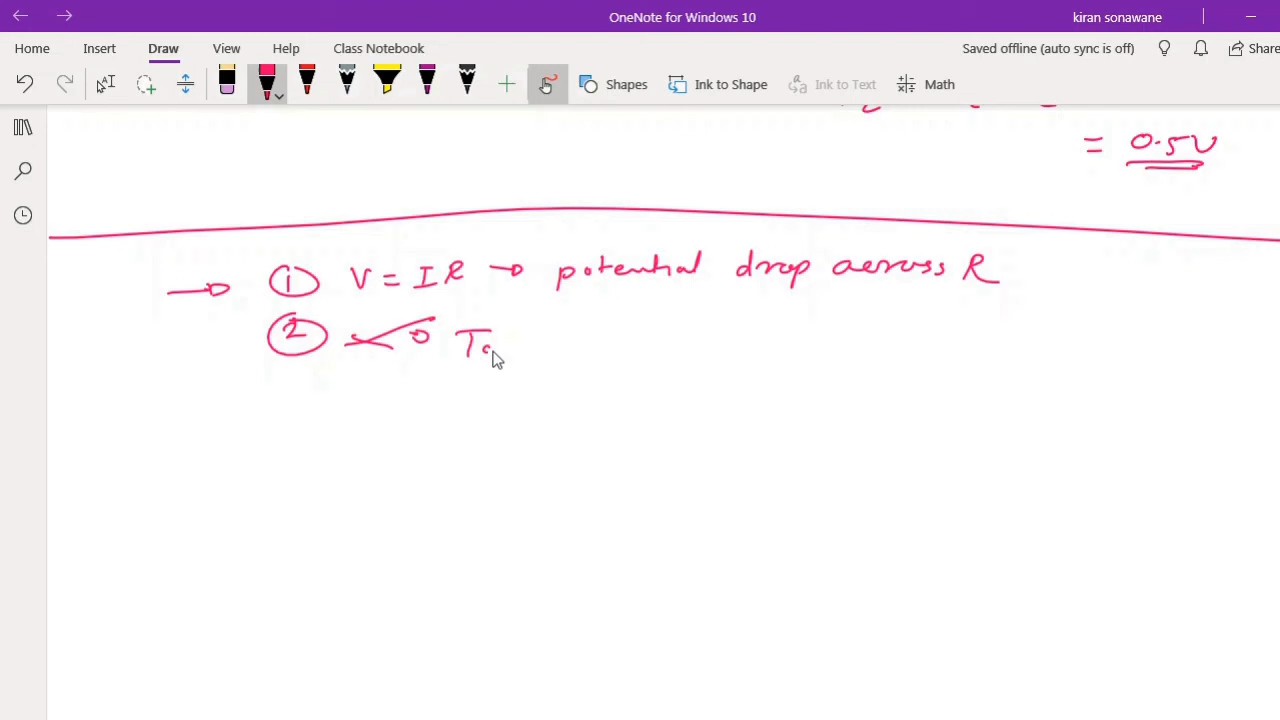 OneNote for Windows 10
kiran sonawane
Home Insert Draw View Help Class Notebook
Saved offline (auto sync is off) Share
Shapes Ink to Shape Ink to Text Math
= 0.5V
→ ① V = IR → potential drop across R
② To